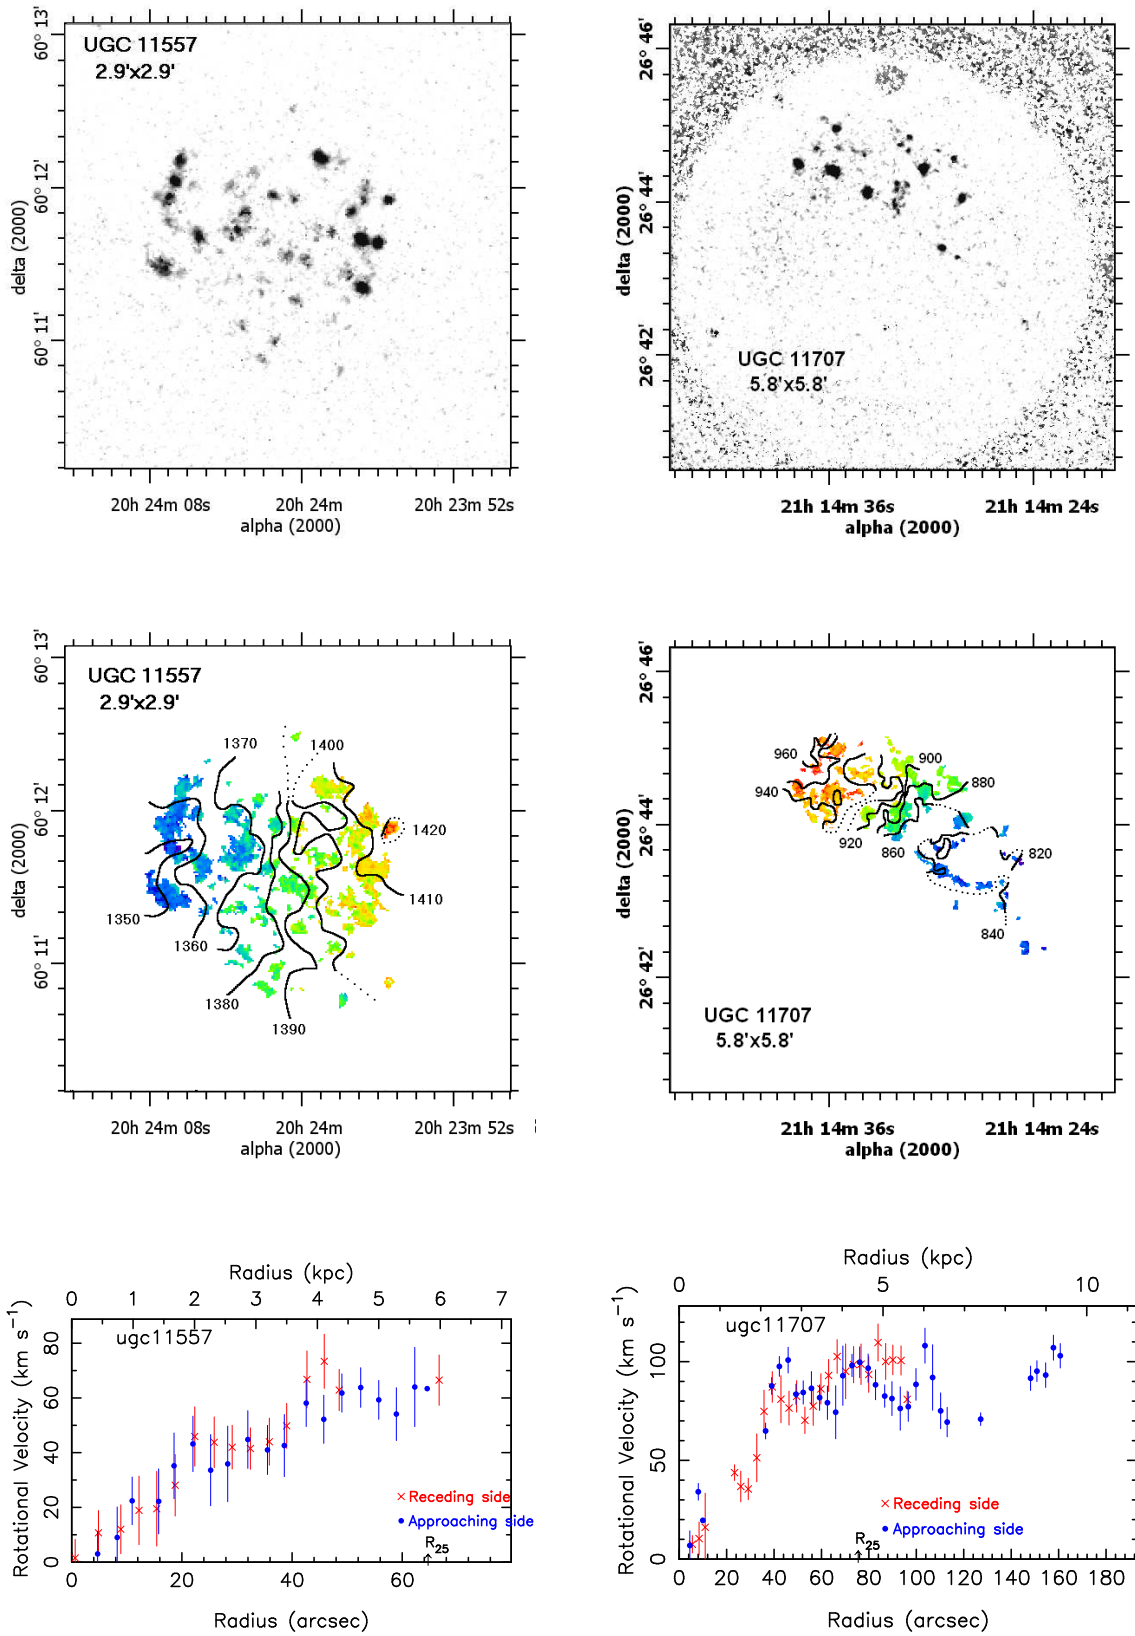 UGC 11557
2.9'x2.9'
60° 13'
60° 12'
60° 11'
delta (2000)
20h 24m 08s
20h 24m
20h 23m 52s
alpha (2000)
26° 46'
26° 44'
26° 42'
delta (2000)
UGC 11707
5.8'x5.8'
21h 14m 36s
21h 14m 24s
alpha (2000)
UGC 11557
2.9'x2.9'
60° 13'
60° 12'
60° 11'
delta (2000)
1370
1400
1420
1410
1350
1360
1380
1390
20h 24m 08s
20h 24m
20h 23m 52s
alpha (2000)
26° 46'
26° 44'
26° 42'
delta (2000)
960
900
940
880
920
860
820
840
UGC 11707
5.8'x5.8'
21h 14m 36s
21h 14m 24s
alpha (2000)
Radius (kpc)
0 1 2 3 4 5 6 7
ugc11557
Rotational Velocity (km s⁻¹)
80
60
40
20
0
Receding side
Approaching side
R₂₅
0 20 40 60
Radius (arcsec)
Radius (kpc)
0 5 10
ugc11707
Rotational Velocity (km s⁻¹)
100
50
0
Receding side
Approaching side
R₂₅
0 20 40 60 80 100 120 140 160 180
Radius (arcsec)